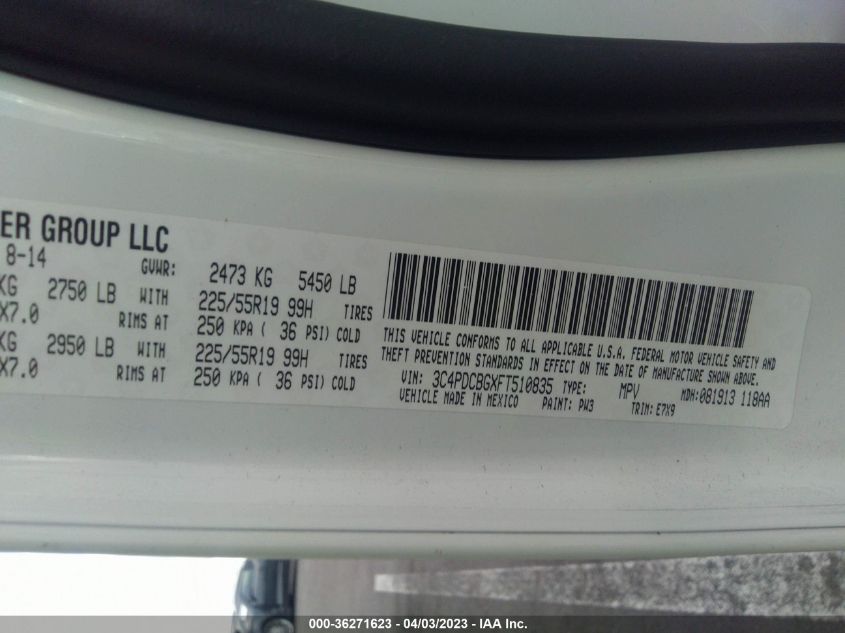 ER GROUP LLC
8-14 GVWR: 2473 KG 5450 LB
KG 2750 LB WITH 225/55R19 99H TIRES
X7.0 RIMS AT 250 KPA ( 36 PSI) COLD
KG 2950 LB WITH 225/55R19 99H TIRES
X7.0 RIMS AT 250 KPA ( 36 PSI) COLD
THIS VEHICLE CONFORMS TO ALL APPLICABLE U.S.A. FEDERAL MOTOR VEHICLE SAFETY AND
THEFT PREVENTION STANDARDS IN EFFECT ON THE DATE OF MANUFACTURE SHOWN ABOVE.
VIN: 3C4PDCBGXFT510835 TYPE: MPV MDH:081913 118AA
VEHICLE MADE IN MEXICO PAINT: PW3 TRIM: E7X9
000-36271623 - 04/03/2023 - IAA Inc.